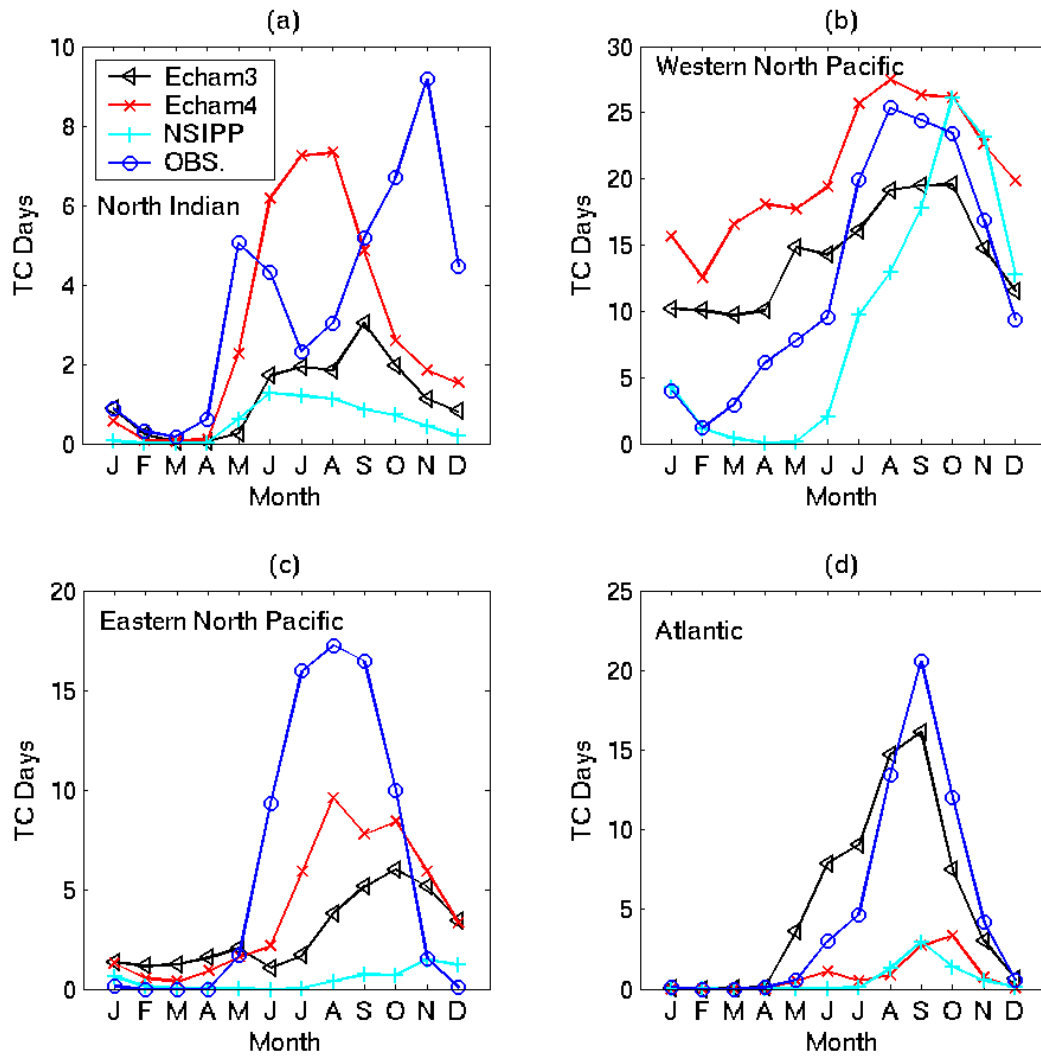 (a)
10
8
6
4
2
0
TC Days
Echam3
Echam4
NSIPP
OBS.
North Indian
J F M A M J J A S O N D
Month
(b)
30
25
20
15
10
5
0
TC Days
Western North Pacific
J F M A M J J A S O N D
Month
(c)
20
15
10
5
0
TC Days
Eastern North Pacific
J F M A M J J A S O N D
Month
(d)
25
20
15
10
5
0
TC Days
Atlantic
J F M A M J J A S O N D
Month